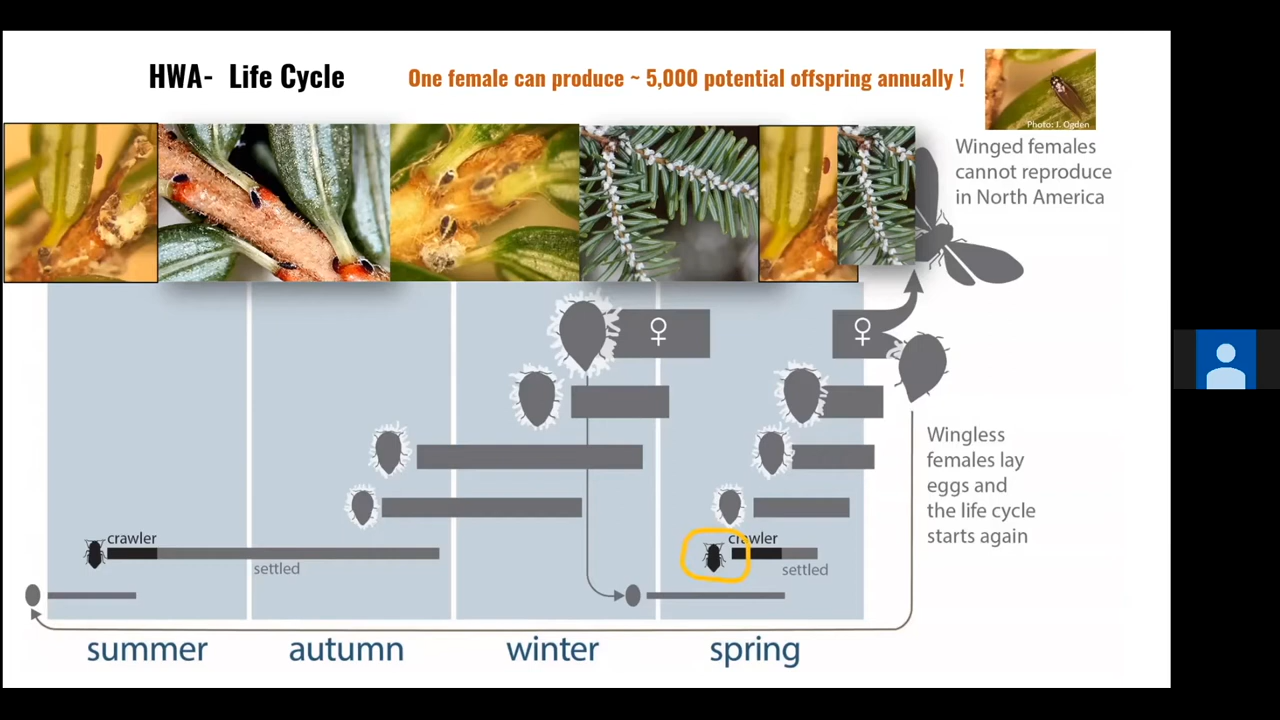 HWA-  Life Cycle
One female can produce ~ 5,000 potential offspring annually !
Photo: I. Ogden
Winged females
cannot reproduce
in North America
♀
♀
Wingless
females lay
eggs and
the life cycle
starts again
crawler
settled
crawler
settled
summer
autumn
winter
spring